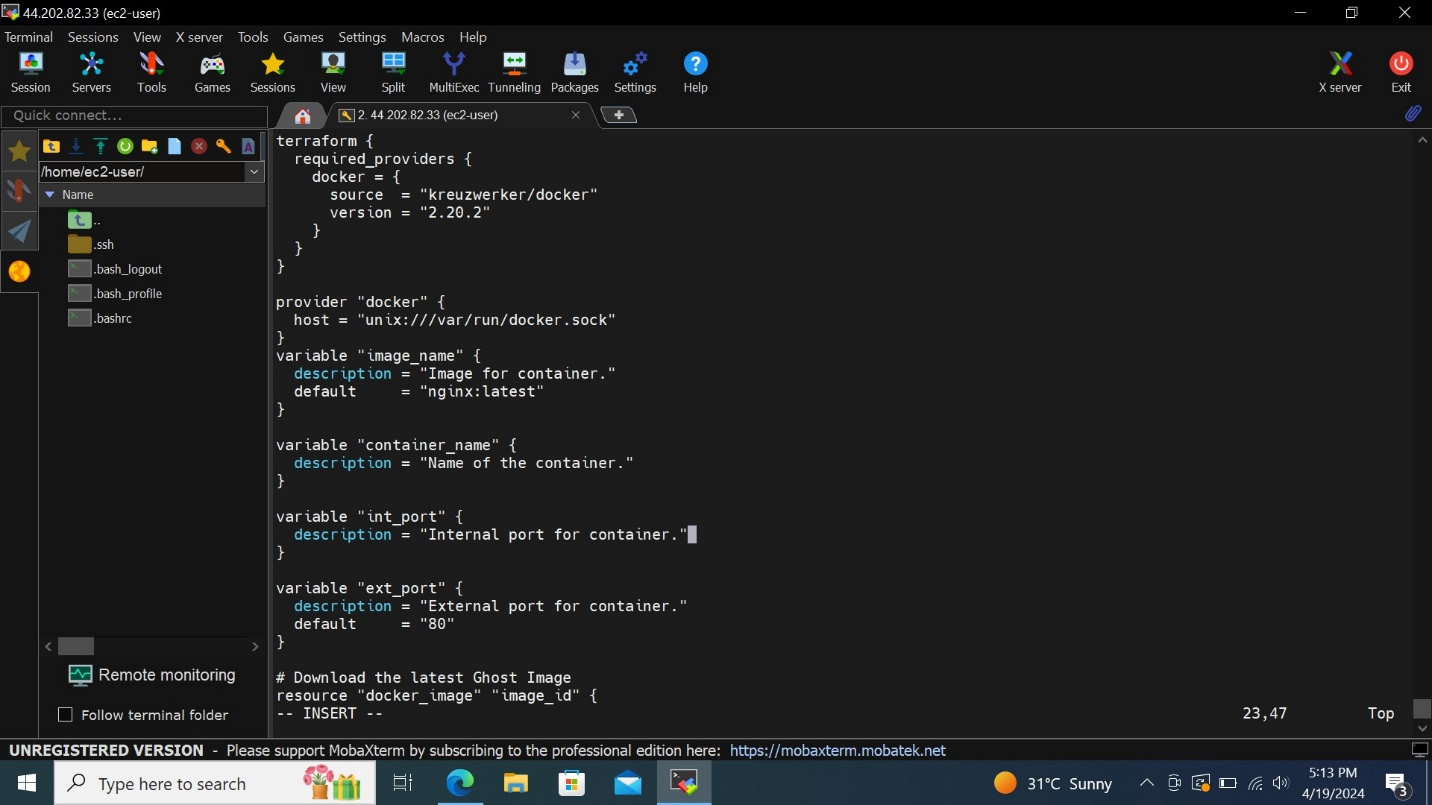 44.202.82.33 (ec2-user)
Terminal Sessions View X server Tools Games Settings Macros Help
Session Servers Tools Games Sessions View Split MultiExec Tunneling Packages Settings Help X server Exit
Quick connect...
2. 44.202.82.33 (ec2-user)
/home/ec2-user/
Name
..
.ssh
.bash_logout
.bash_profile
.bashrc
Remote monitoring
Follow terminal folder
terraform {
  required_providers {
    docker = {
      source  = "kreuzwerker/docker"
      version = "2.20.2"
    }
  }
}
provider "docker" {
  host = "unix:///var/run/docker.sock"
}
variable "image_name" {
  description = "Image for container."
  default     = "nginx:latest"
}
variable "container_name" {
  description = "Name of the container."
}
variable "int_port" {
  description = "Internal port for container."
}
variable "ext_port" {
  description = "External port for container."
  default     = "80"
}
# Download the latest Ghost Image
resource "docker_image" "image_id" {
-- INSERT -- 23,47 Top
UNREGISTERED VERSION - Please support MobaXterm by subscribing to the professional edition here: https://mobaxterm.mobatek.net
Type here to search
31°C Sunny
5:13 PM
4/19/2024
3